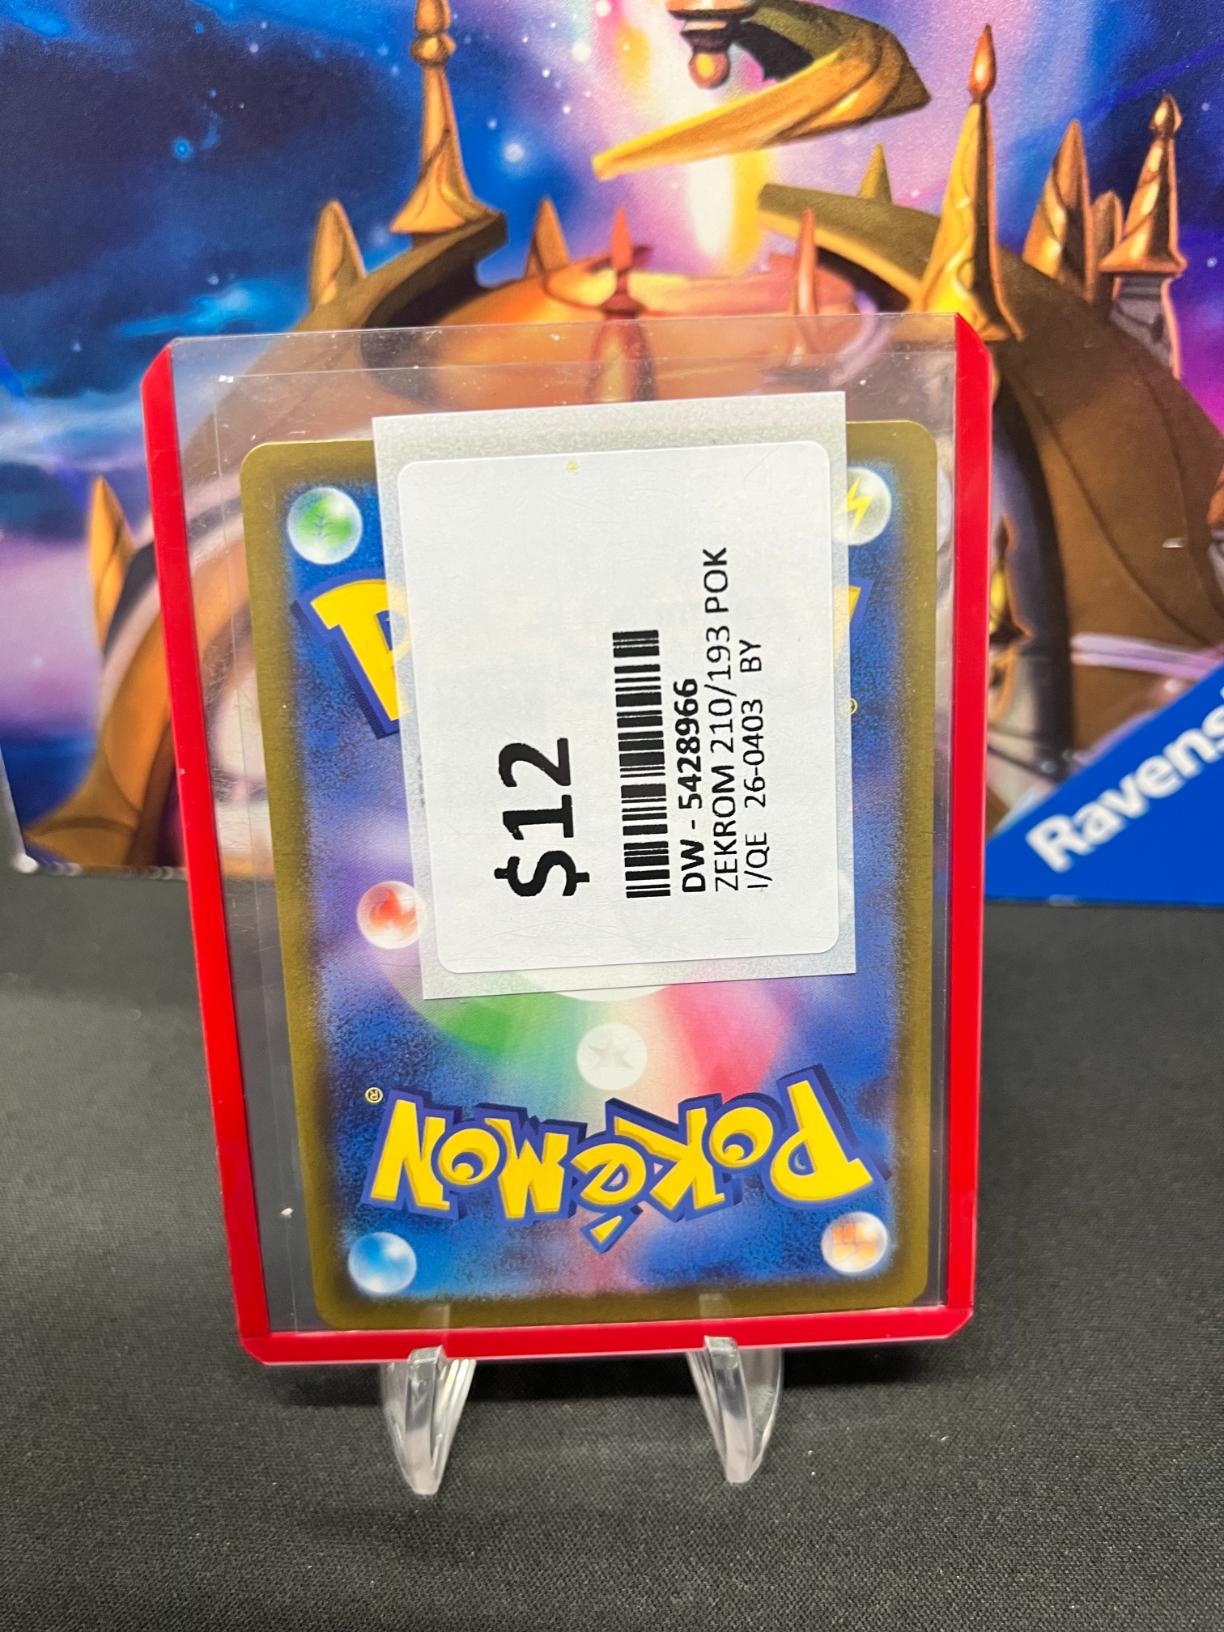 $12
DW - 5428966
ZEKROM 210/193 POK
I/QE 26-0403 BY
POKéMON
®
Ravens